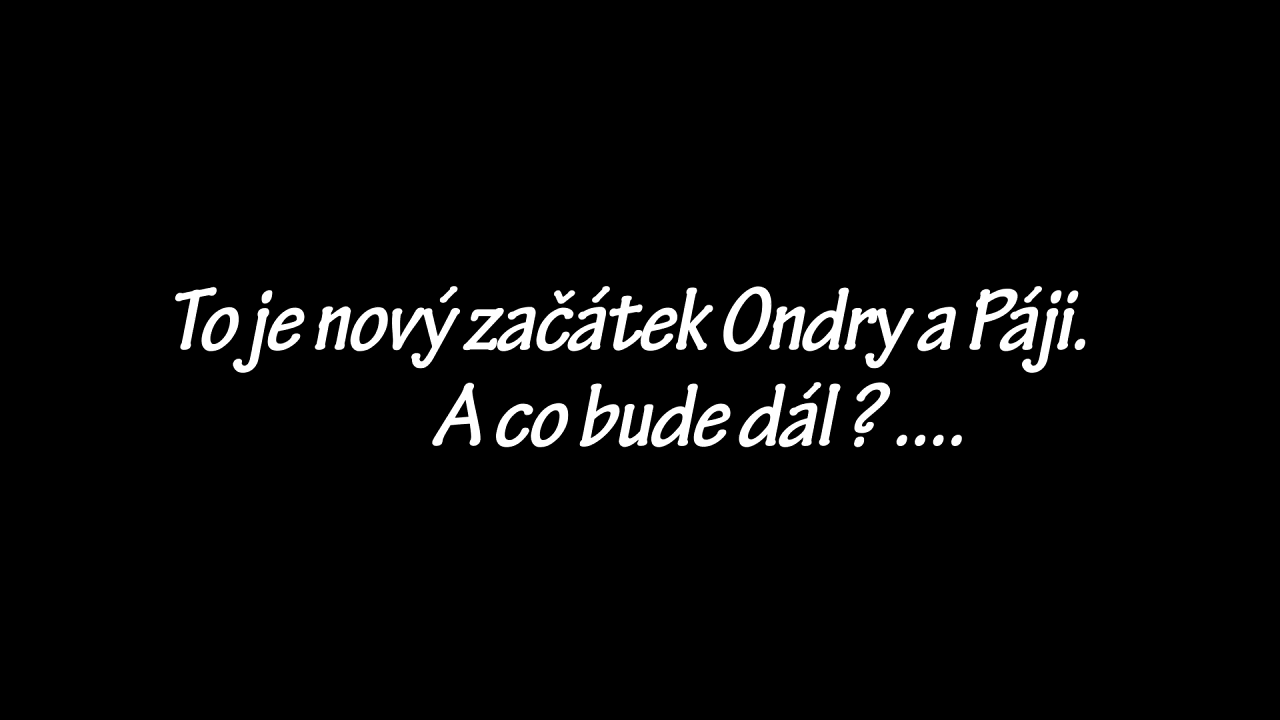 To je nový začátek Ondry a Páji.
A co bude dál ? ....